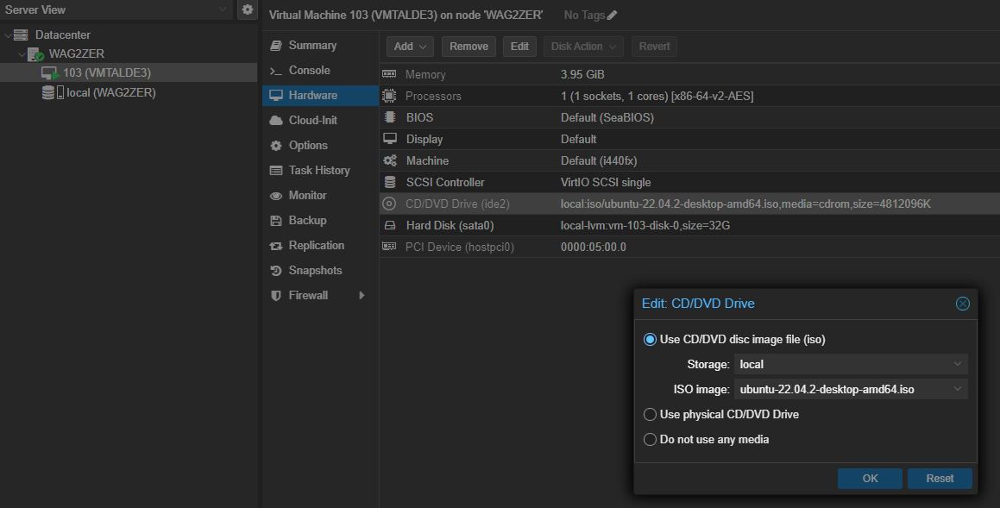 Server View
Virtual Machine 103 (VMTALDE3) on node 'WAG2ZER' No Tags
Datacenter
WAG2ZER
103 (VMTALDE3)
local (WAG2ZER)
Summary
Console
Hardware
Cloud-Init
Options
Task History
Monitor
Backup
Replication
Snapshots
Firewall
Add Remove Edit Disk Action Revert
Memory 3.95 GiB
Processors 1 (1 sockets, 1 cores) [x86-64-v2-AES]
BIOS Default (SeaBIOS)
Display Default
Machine Default (i440fx)
SCSI Controller VirtIO SCSI single
CD/DVD Drive (ide2) local:iso/ubuntu-22.04.2-desktop-amd64.iso,media=cdrom,size=4812096K
Hard Disk (sata0) local-lvm:vm-103-disk-0,size=32G
PCI Device (hostpci0) 0000:05:00.0
Edit: CD/DVD Drive
Use CD/DVD disc image file (iso)
Storage: local
ISO image: ubuntu-22.04.2-desktop-amd64.iso
Use physical CD/DVD Drive
Do not use any media
OK Reset